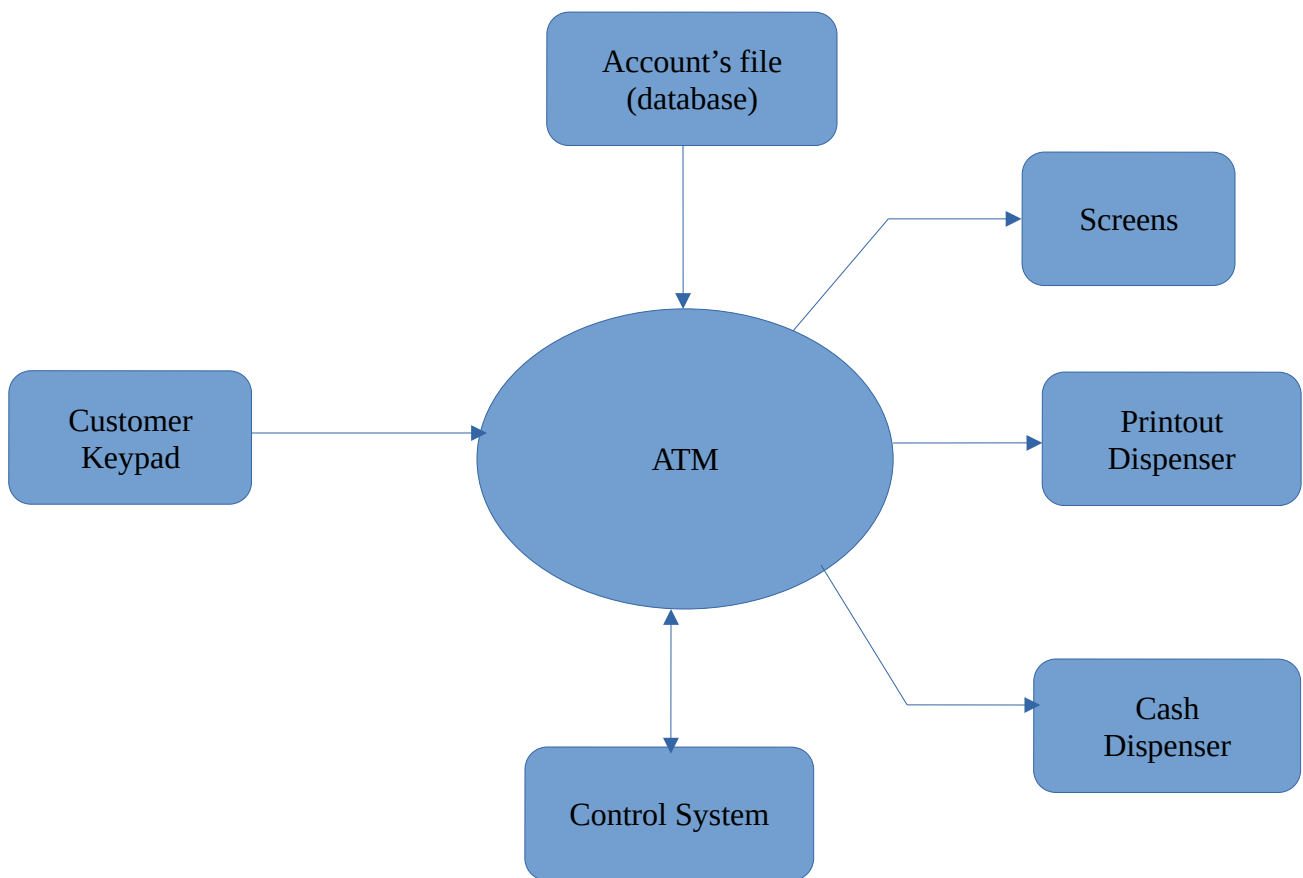 Account’s file
(database)
Screens
Customer
Keypad
ATM
Printout
Dispenser
Cash
Dispenser
Control System